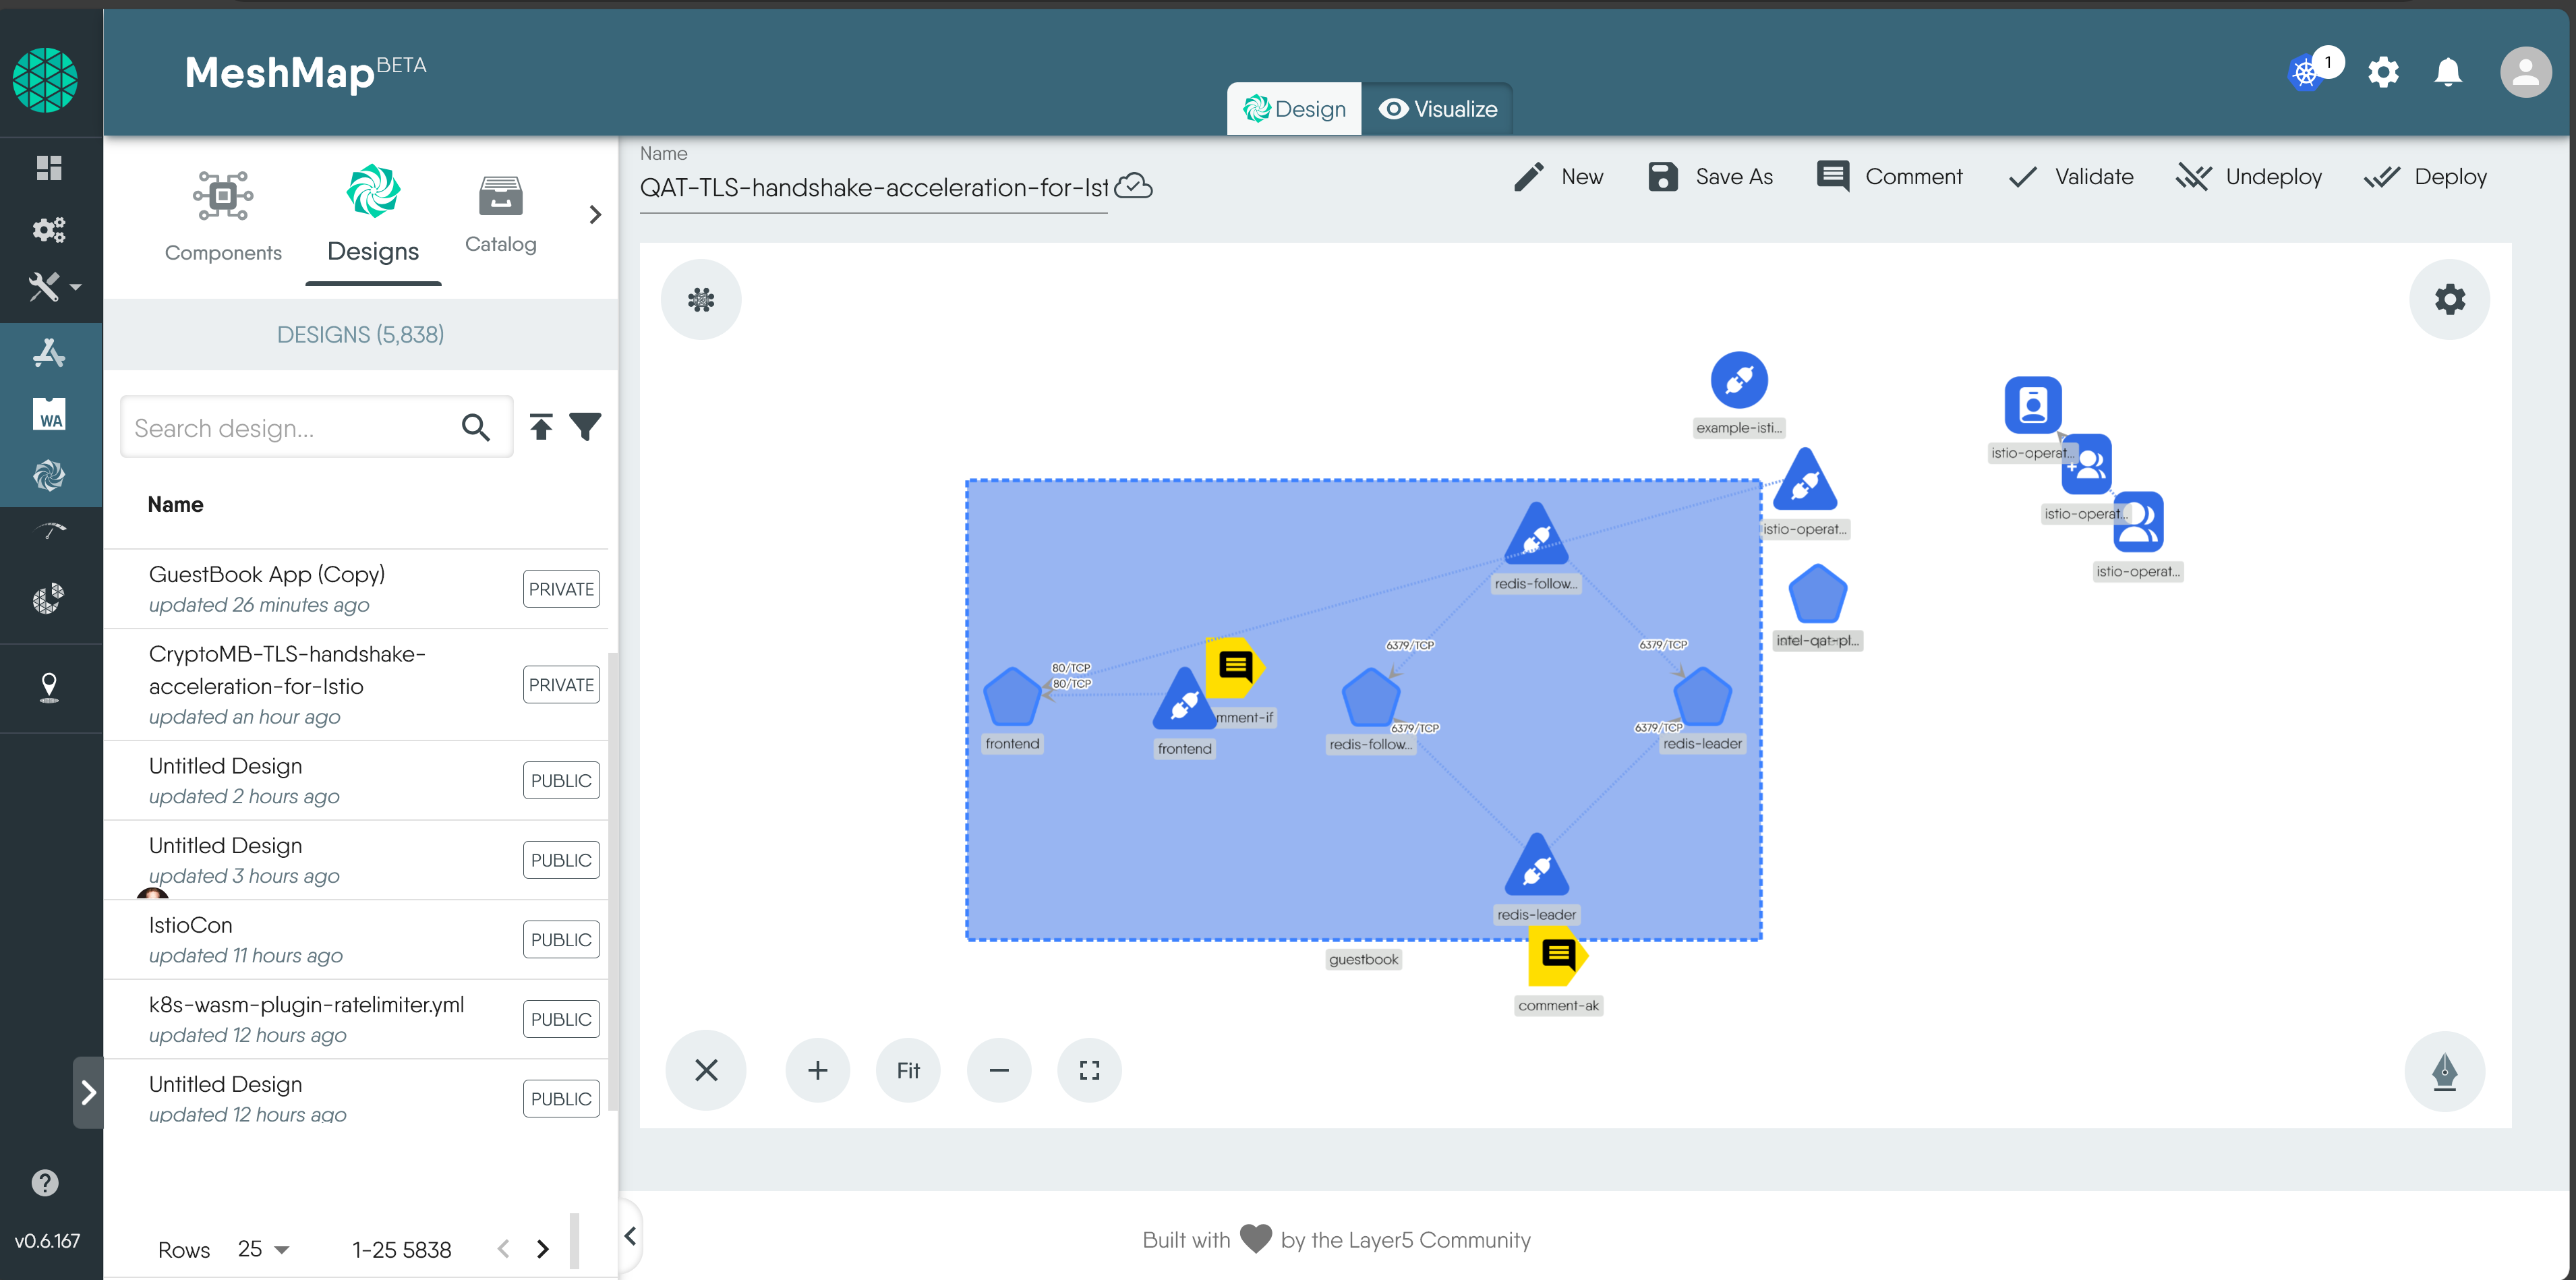 MeshMap BETA
1
Design
Visualize
Components
Designs
Catalog
DESIGNS (5,838)
Search design...
Name
GuestBook App (Copy)
updated 26 minutes ago
PRIVATE
CryptoMB-TLS-handshake-
acceleration-for-Istio
updated an hour ago
PRIVATE
Untitled Design
updated 2 hours ago
PUBLIC
Untitled Design
updated 3 hours ago
PUBLIC
IstioCon
updated 11 hours ago
PUBLIC
k8s-wasm-plugin-ratelimiter.yml
updated 12 hours ago
PUBLIC
Untitled Design
updated 12 hours ago
PUBLIC
Rows 25 1-25 5838
WA
v0.6.167
Name
QAT-TLS-handshake-acceleration-for-Ist
New
Save As
Comment
Validate
Undeploy
Deploy
example-isti...
istio-operat...
istio-operat...
istio-operat...
istio-operat...
intel-qat-pl...
redis-follow...
6379/TCP
6379/TCP
80/TCP
80/TCP
mment-if
frontend
frontend
redis-follow...
6379/TCP
6379/TCP
redis-leader
redis-leader
guestbook
comment-ak
Fit
Built with by the Layer5 Community